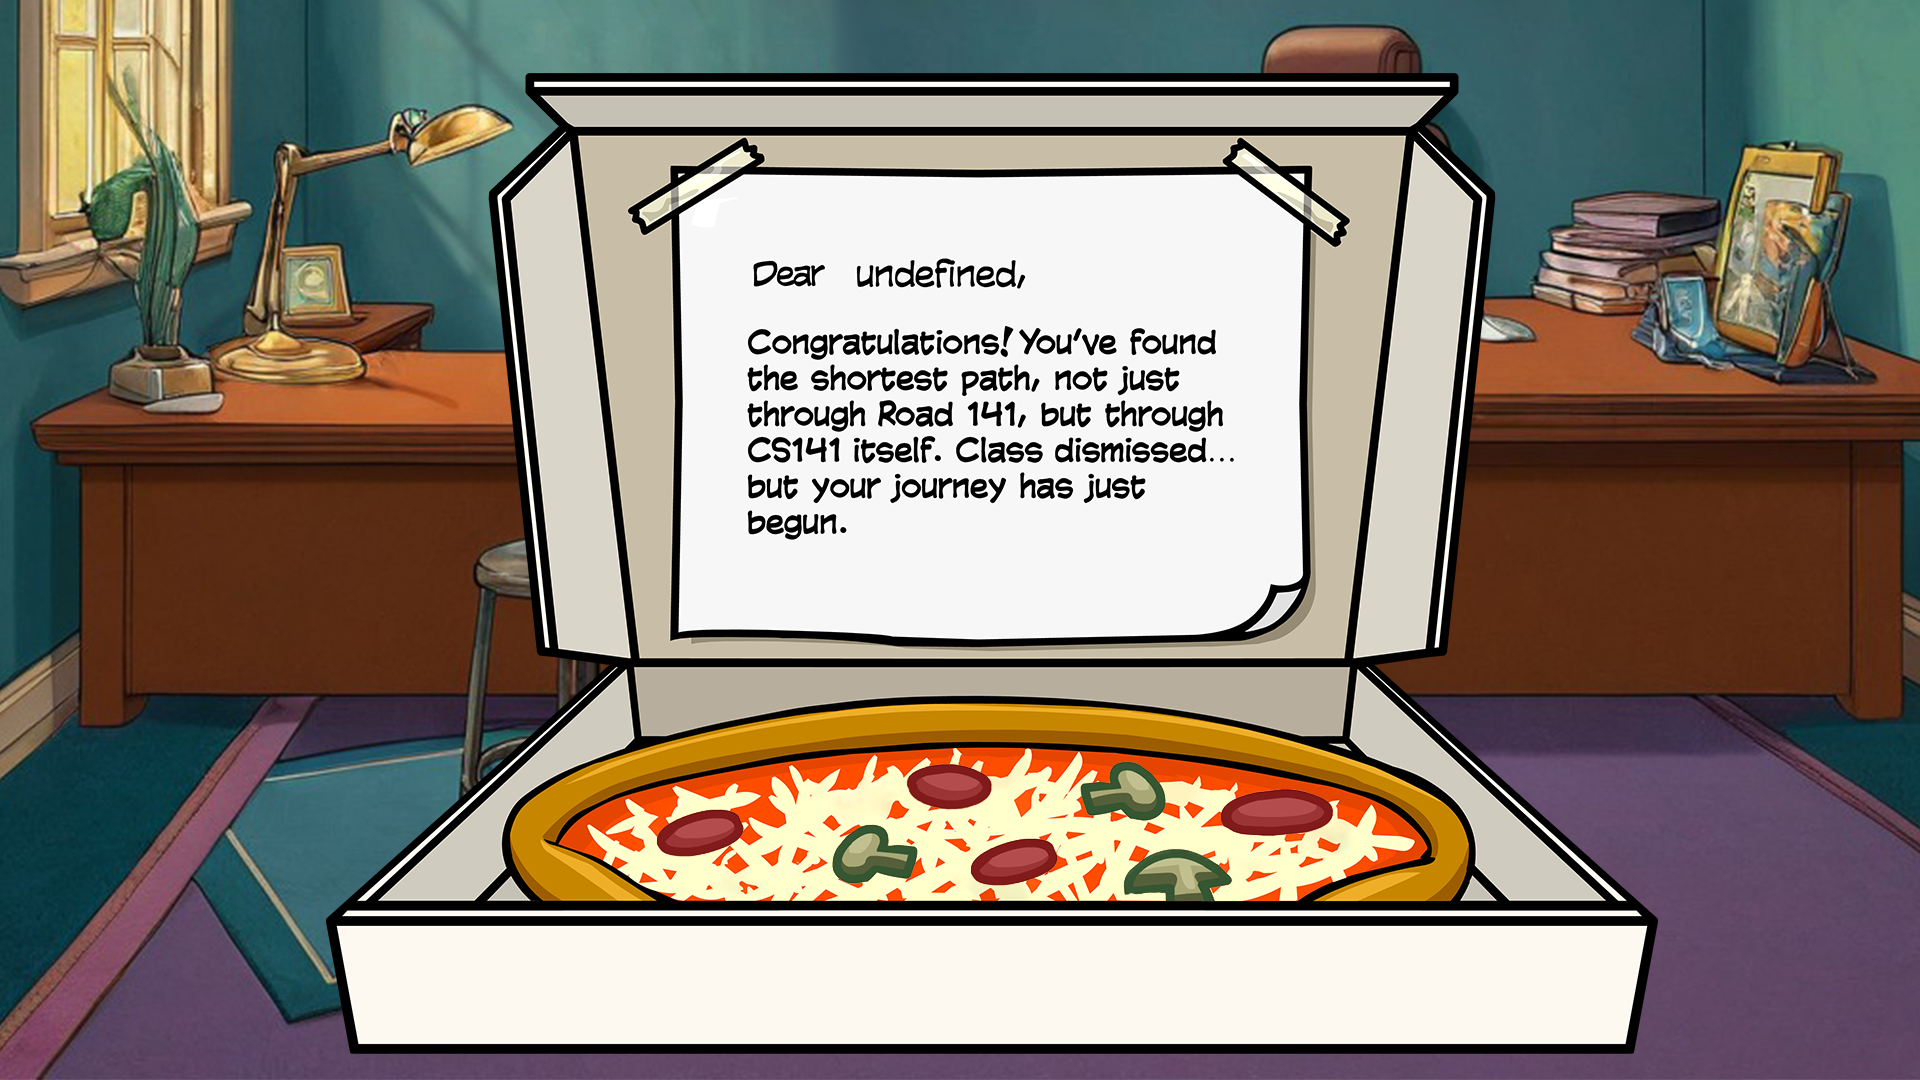 Dear undefined,
Congratulations! You've found
the shortest path, not just
through Road 141, but through
CS141 itself. Class dismissed...
but your journey has just
begun.